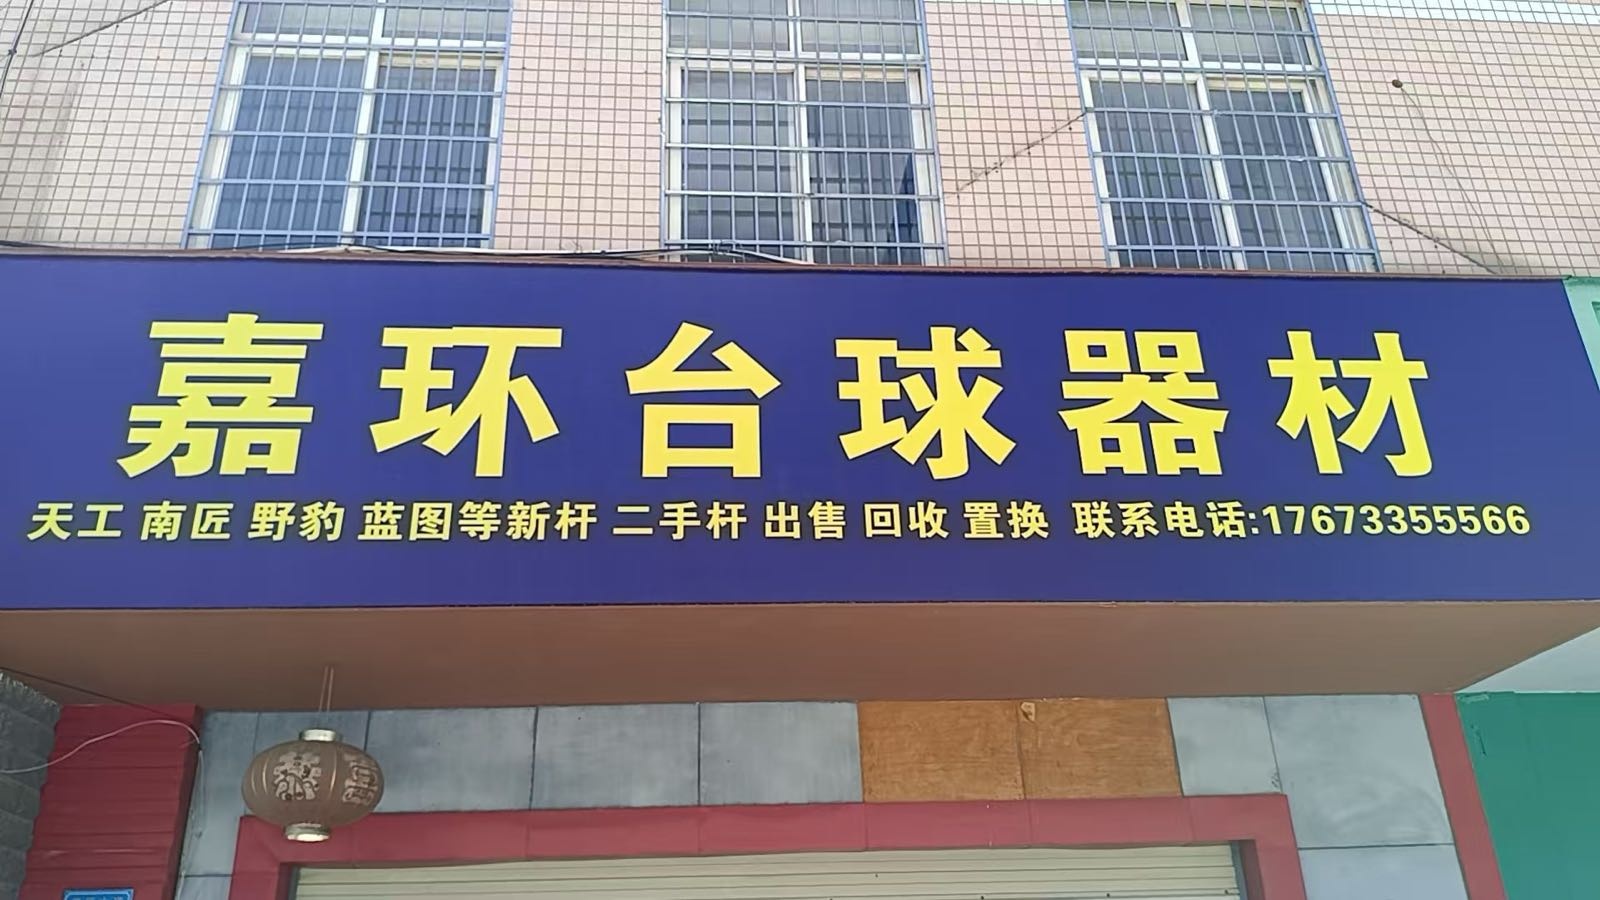 嘉环台球器材
天工 南匠 野豹 蓝图等新杆 二手杆 出售 回收 置换 联系电话:17673355566